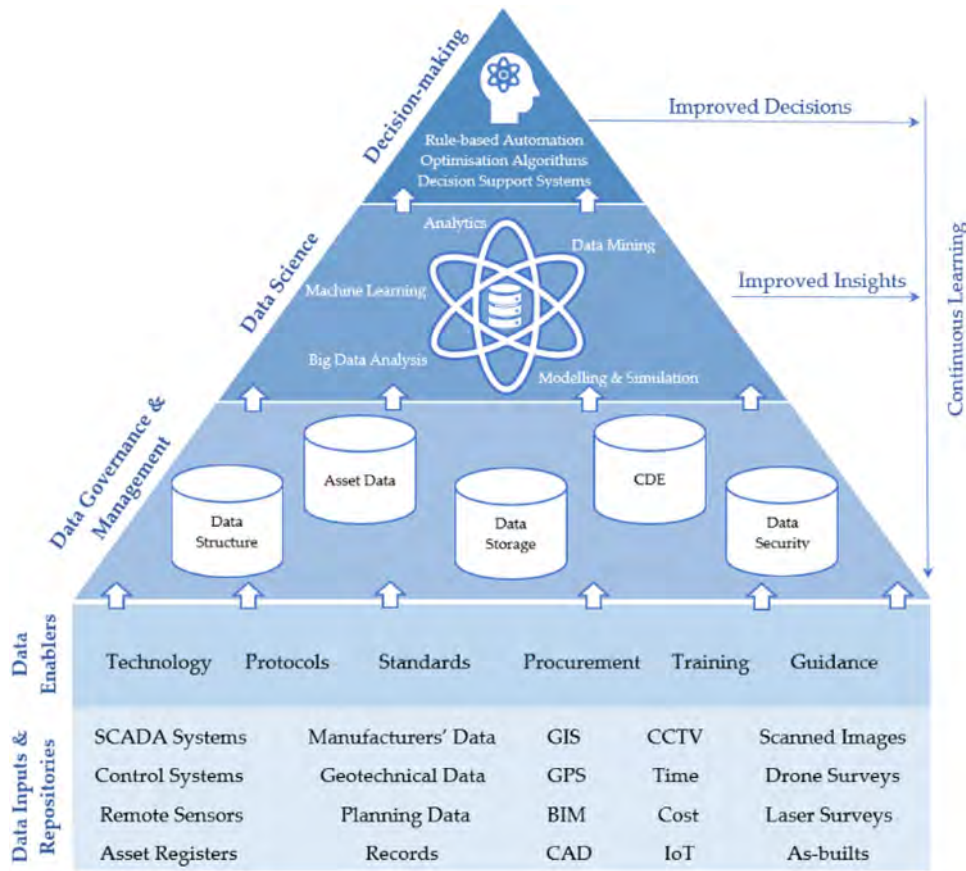 Decision-making
Rule-based Automation
Optimisation Algorithms
Decision Support Systems
Improved Decisions
Data Science
Analytics
Data Mining
Machine Learning
Big Data Analysis
Modelling & Simulation
Improved Insights
Continuous Learning
Data Governance &
Management
Data
Structure
Asset Data
Data
Storage
CDE
Data
Security
Data
Enablers
Technology Protocols Standards Procurement Training Guidance
Data Inputs &
Repositories
SCADA Systems Manufacturers' Data GIS CCTV Scanned Images
Control Systems Geotechnical Data GPS Time Drone Surveys
Remote Sensors Planning Data BIM Cost Laser Surveys
Asset Registers Records CAD IoT As-builts